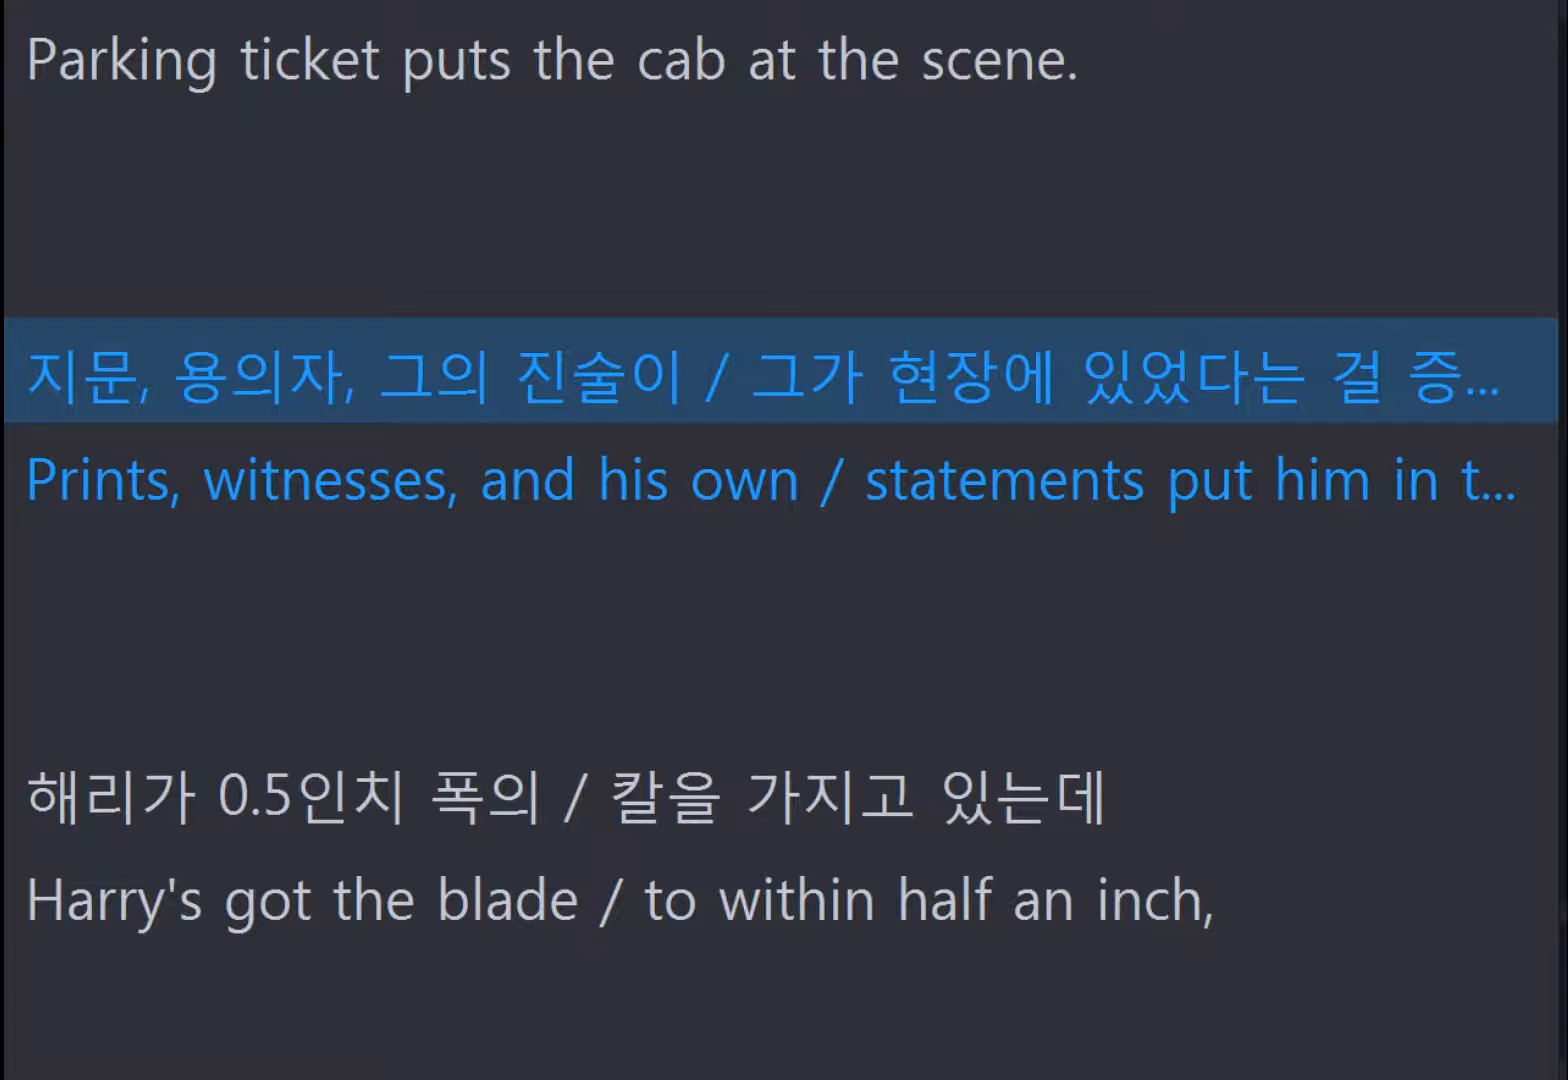 Parking ticket puts the cab at the scene.
지문, 용의자, 그의 진술이 / 그가 현장에 있었다는 걸 증...
Prints, witnesses, and his own / statements put him in t...
해리가 0.5인치 폭의 / 칼을 가지고 있는데
Harry's got the blade / to within half an inch,